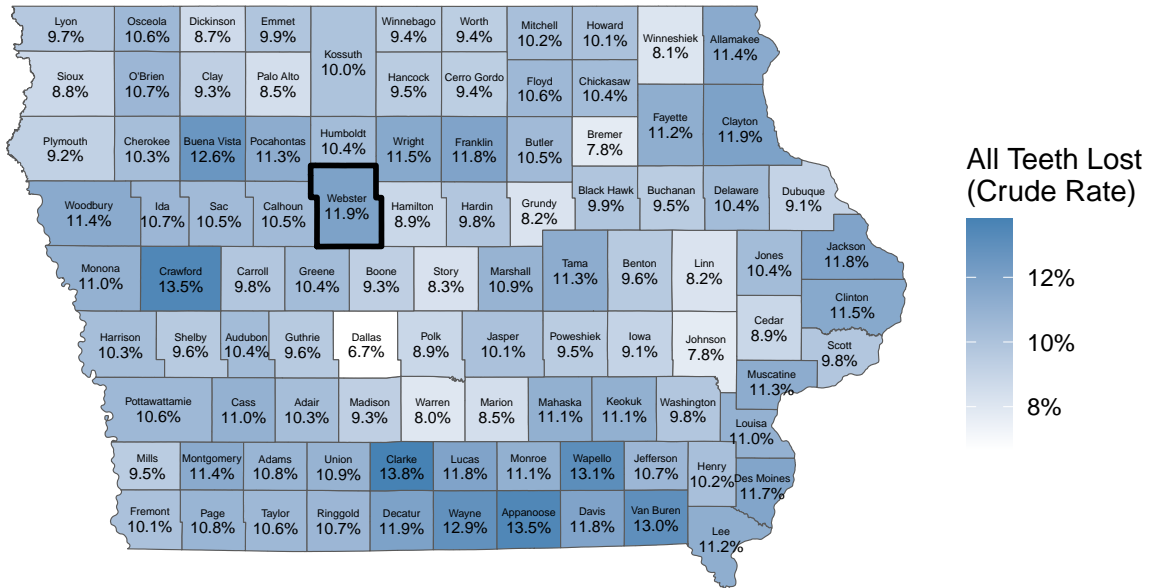 Lyon
9.7%
Osceola
10.6%
Dickinson
8.7%
Emmet
9.9%
Kossuth
10.0%
Winnebago
9.4%
Worth
9.4%
Mitchell
10.2%
Howard
10.1%
Winneshiek
8.1%
Allamakee
11.4%
Sioux
8.8%
O'Brien
10.7%
Clay
9.3%
Palo Alto
8.5%
Hancock
9.5%
Cerro Gordo
9.4%
Floyd
10.6%
Chickasaw
10.4%
Fayette
11.2%
Clayton
11.9%
Plymouth
9.2%
Cherokee
10.3%
Buena Vista
12.6%
Pocahontas
11.3%
Humboldt
10.4%
Wright
11.5%
Franklin
11.8%
Butler
10.5%
Bremer
7.8%
Woodbury
11.4%
Ida
10.7%
Sac
10.5%
Calhoun
10.5%
Webster
11.9%
Hamilton
8.9%
Hardin
9.8%
Grundy
8.2%
Black Hawk
9.9%
Buchanan
9.5%
Delaware
10.4%
Dubuque
9.1%
Monona
11.0%
Crawford
13.5%
Carroll
9.8%
Greene
10.4%
Boone
9.3%
Story
8.3%
Marshall
10.9%
Tama
11.3%
Benton
9.6%
Linn
8.2%
Jones
10.4%
Jackson
11.8%
Clinton
11.5%
Harrison
10.3%
Shelby
9.6%
Audubon
10.4%
Guthrie
9.6%
Dallas
6.7%
Polk
8.9%
Jasper
10.1%
Poweshiek
9.5%
Iowa
9.1%
Johnson
7.8%
Cedar
8.9%
Scott
9.8%
Muscatine
11.3%
Pottawattamie
10.6%
Cass
11.0%
Adair
10.3%
Madison
9.3%
Warren
8.0%
Marion
8.5%
Mahaska
11.1%
Keokuk
11.1%
Washington
9.8%
Louisa
11.0%
Mills
9.5%
Montgomery
11.4%
Adams
10.8%
Union
10.9%
Clarke
13.8%
Lucas
11.8%
Monroe
11.1%
Wapello
13.1%
Jefferson
10.7%
Henry
10.2%
Des Moines
11.7%
Fremont
10.1%
Page
10.8%
Taylor
10.6%
Ringgold
10.7%
Decatur
11.9%
Wayne
12.9%
Appanoose
13.5%
Davis
11.8%
Van Buren
13.0%
Lee
11.2%
All Teeth Lost
(Crude Rate)
12%
10%
8%